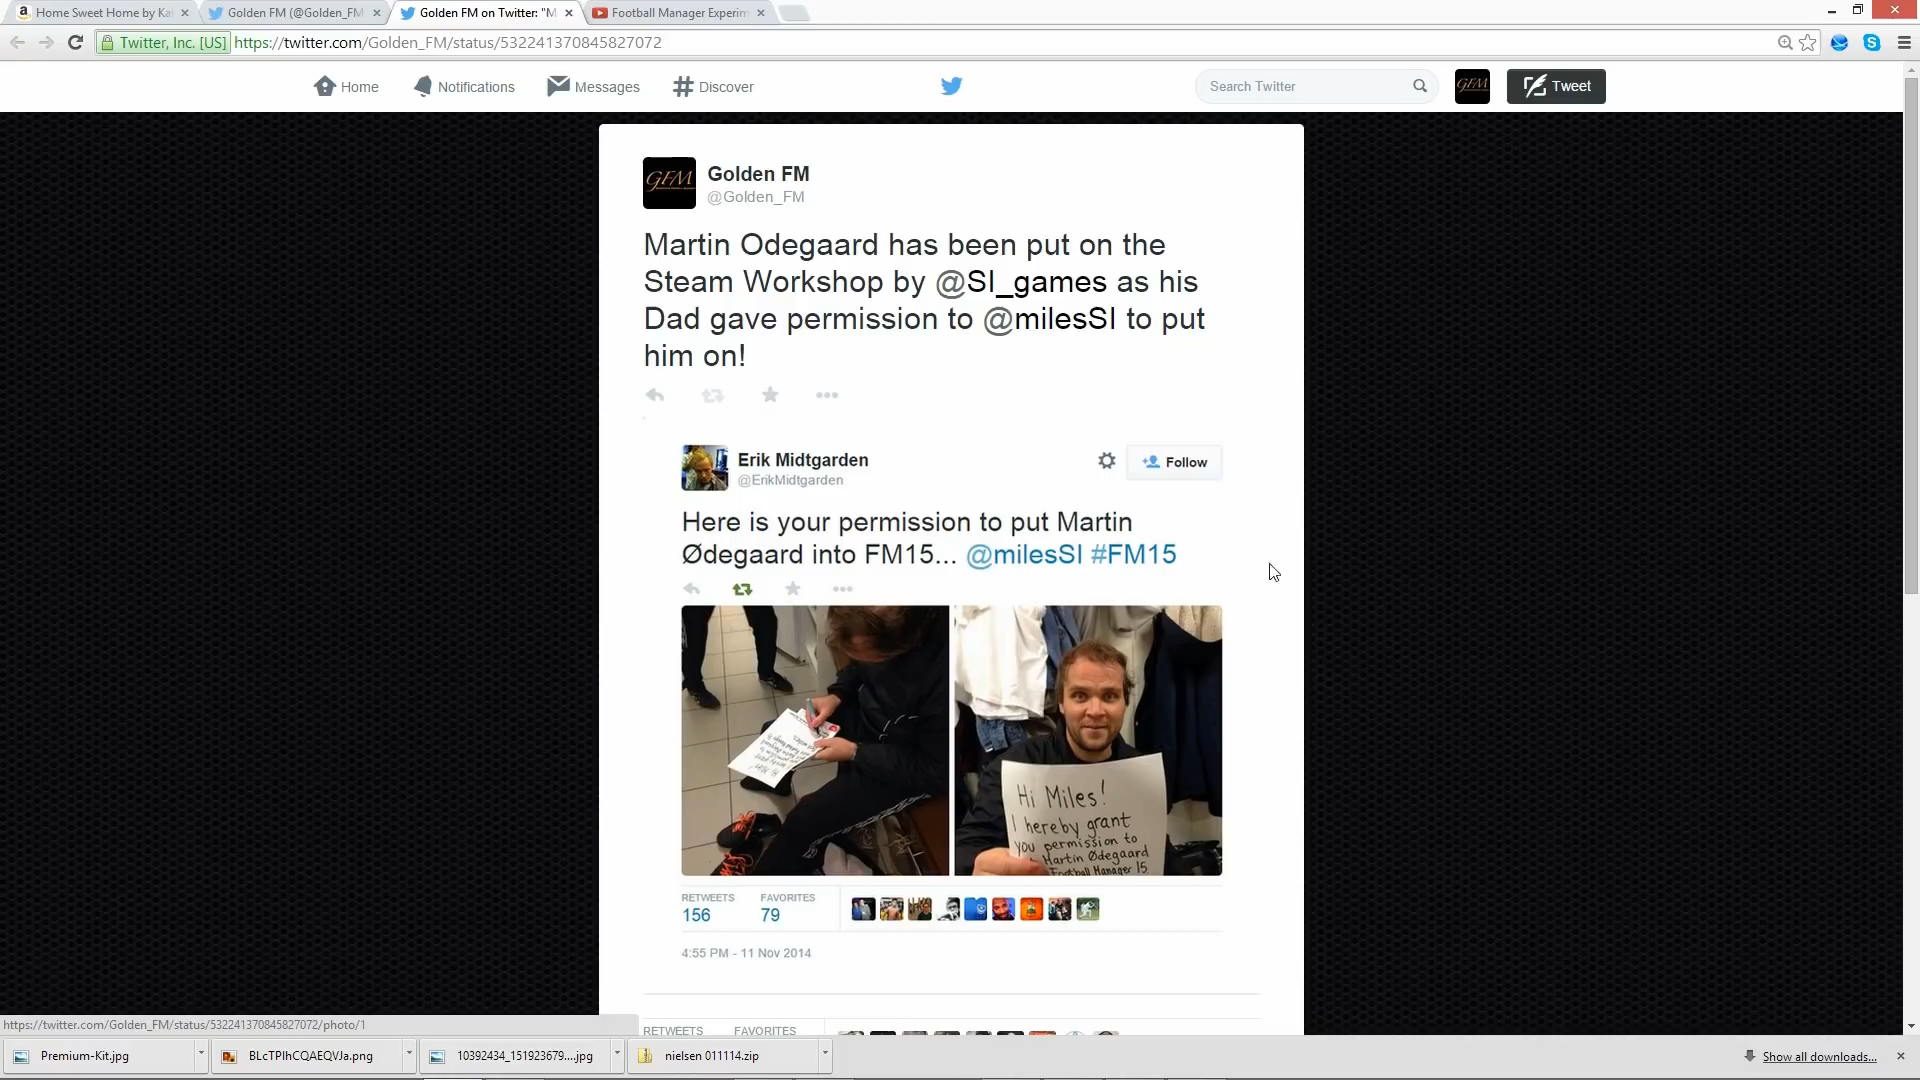 Home Sweet Home by Ka
Golden FM (@Golden_FM
Golden FM on Twitter: "M
Football Manager Experim
Twitter, Inc. [US] https://twitter.com/Golden_FM/status/532241370845827072
Home
Notifications
Messages
Discover
Search Twitter
GFM
Tweet
GFM
Golden FM
@Golden_FM
Martin Odegaard has been put on the
Steam Workshop by @SI_games as his
Dad gave permission to @milesSI to put
him on!
Erik Midtgarden
@ErikMidtgarden
Follow
Here is your permission to put Martin
Ødegaard into FM15... @milesSI #FM15
Hi Miles!
I hereby grant
you permission to
Martin Ødegaard
Football Manager 15
RETWEETS FAVORITES
156 79
4:55 PM - 11 Nov 2014
RETWEETS FAVORITES
https://twitter.com/Golden_FM/status/532241370845827072/photo/1
Premium-Kit.jpg
BLcTPIhCQAEQVJa.png
10392434_151923679....jpg
nielsen 011114.zip
Show all downloads...